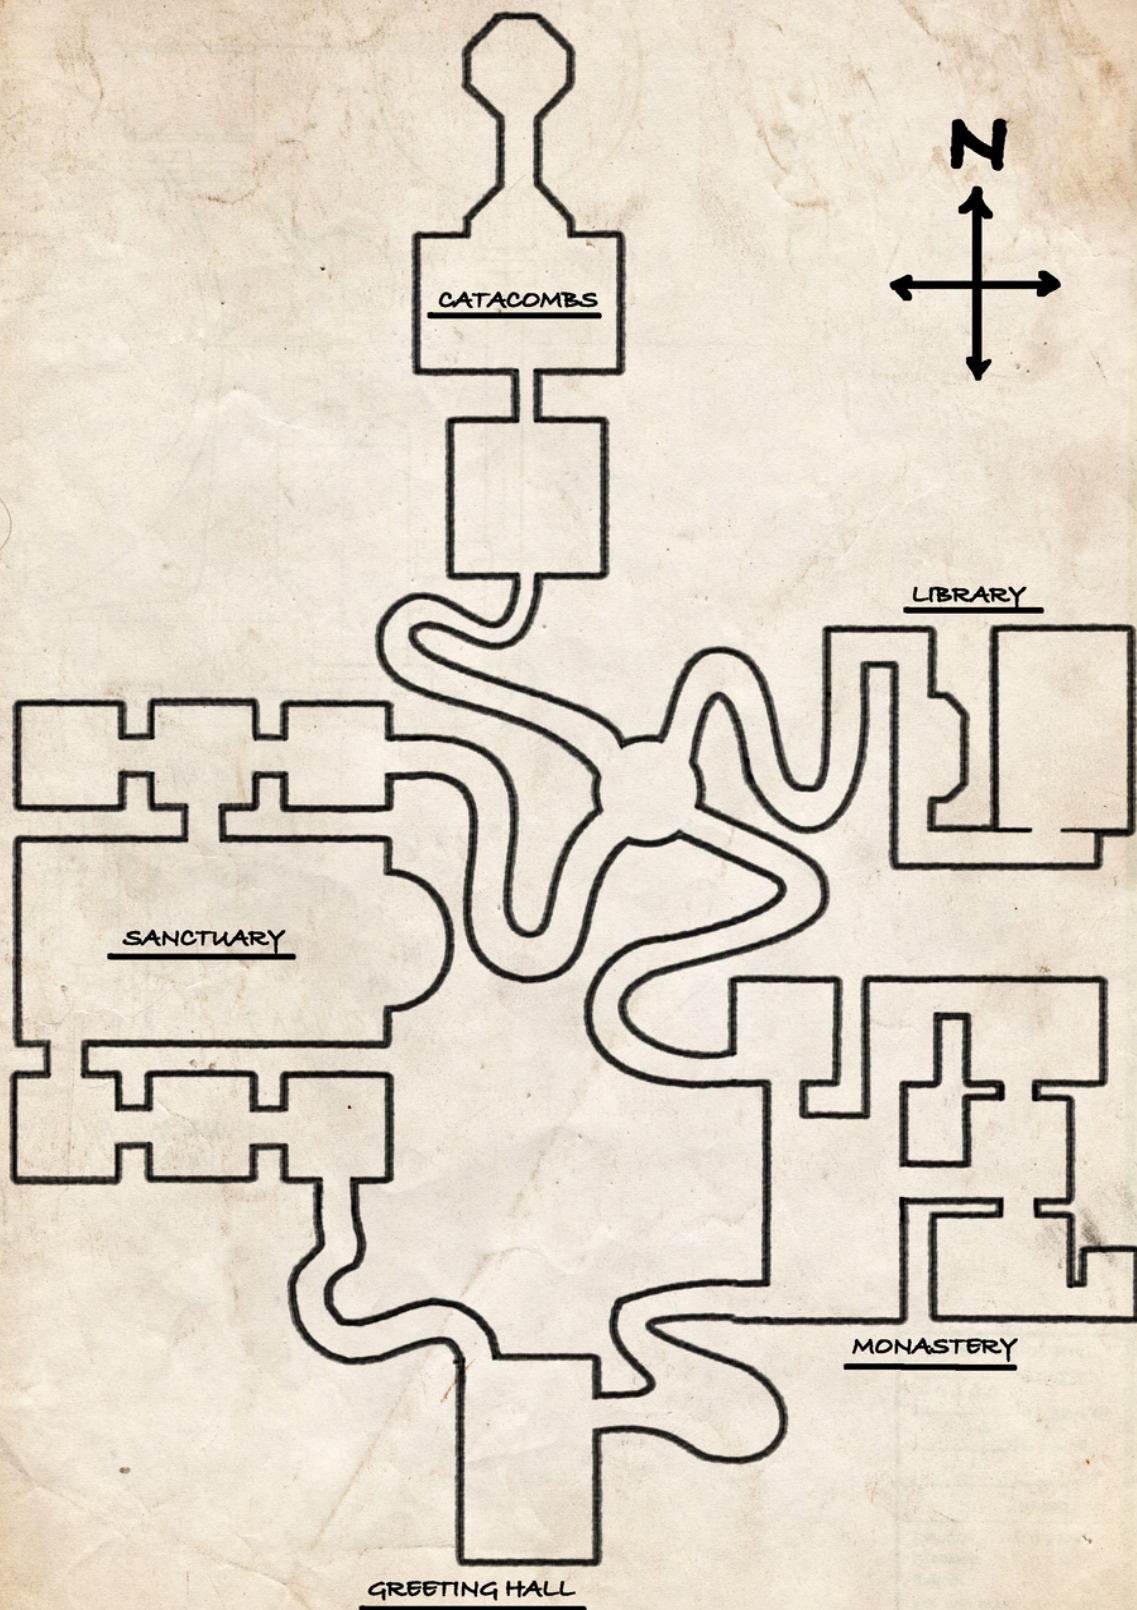 N
CATACOMBS
LIBRARY
SANCTUARY
MONASTERY
GREETING HALL